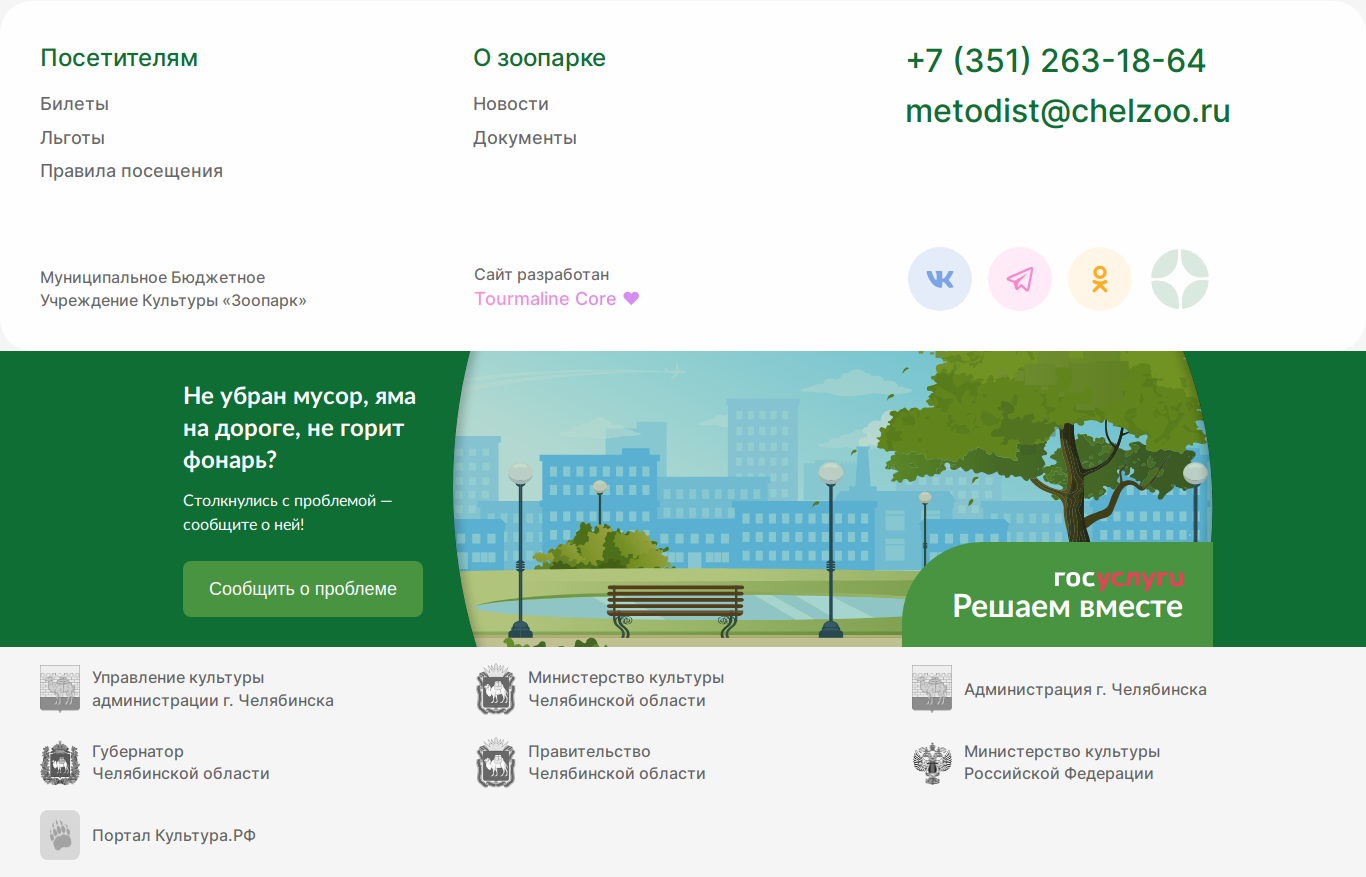 Посетителям
Билеты
Льготы
Правила посещения
О зоопарке
Новости
Документы
+7 (351) 263-18-64
metodist@chelzoo.ru
Муниципальное Бюджетное
Учреждение Культуры «Зоопарк»
Сайт разработан
Tourmaline Core
Не убран мусор, яма
на дороге, не горит
фонарь?
Столкнулись с проблемой —
сообщите о ней!
Сообщить о проблеме
госуслуги
Решаем вместе
Управление культуры
администрации г. Челябинска
Министерство культуры
Челябинской области
Администрация г. Челябинска
Губернатор
Челябинской области
Правительство
Челябинской области
Министерство культуры
Российской Федерации
Портал Культура.РФ